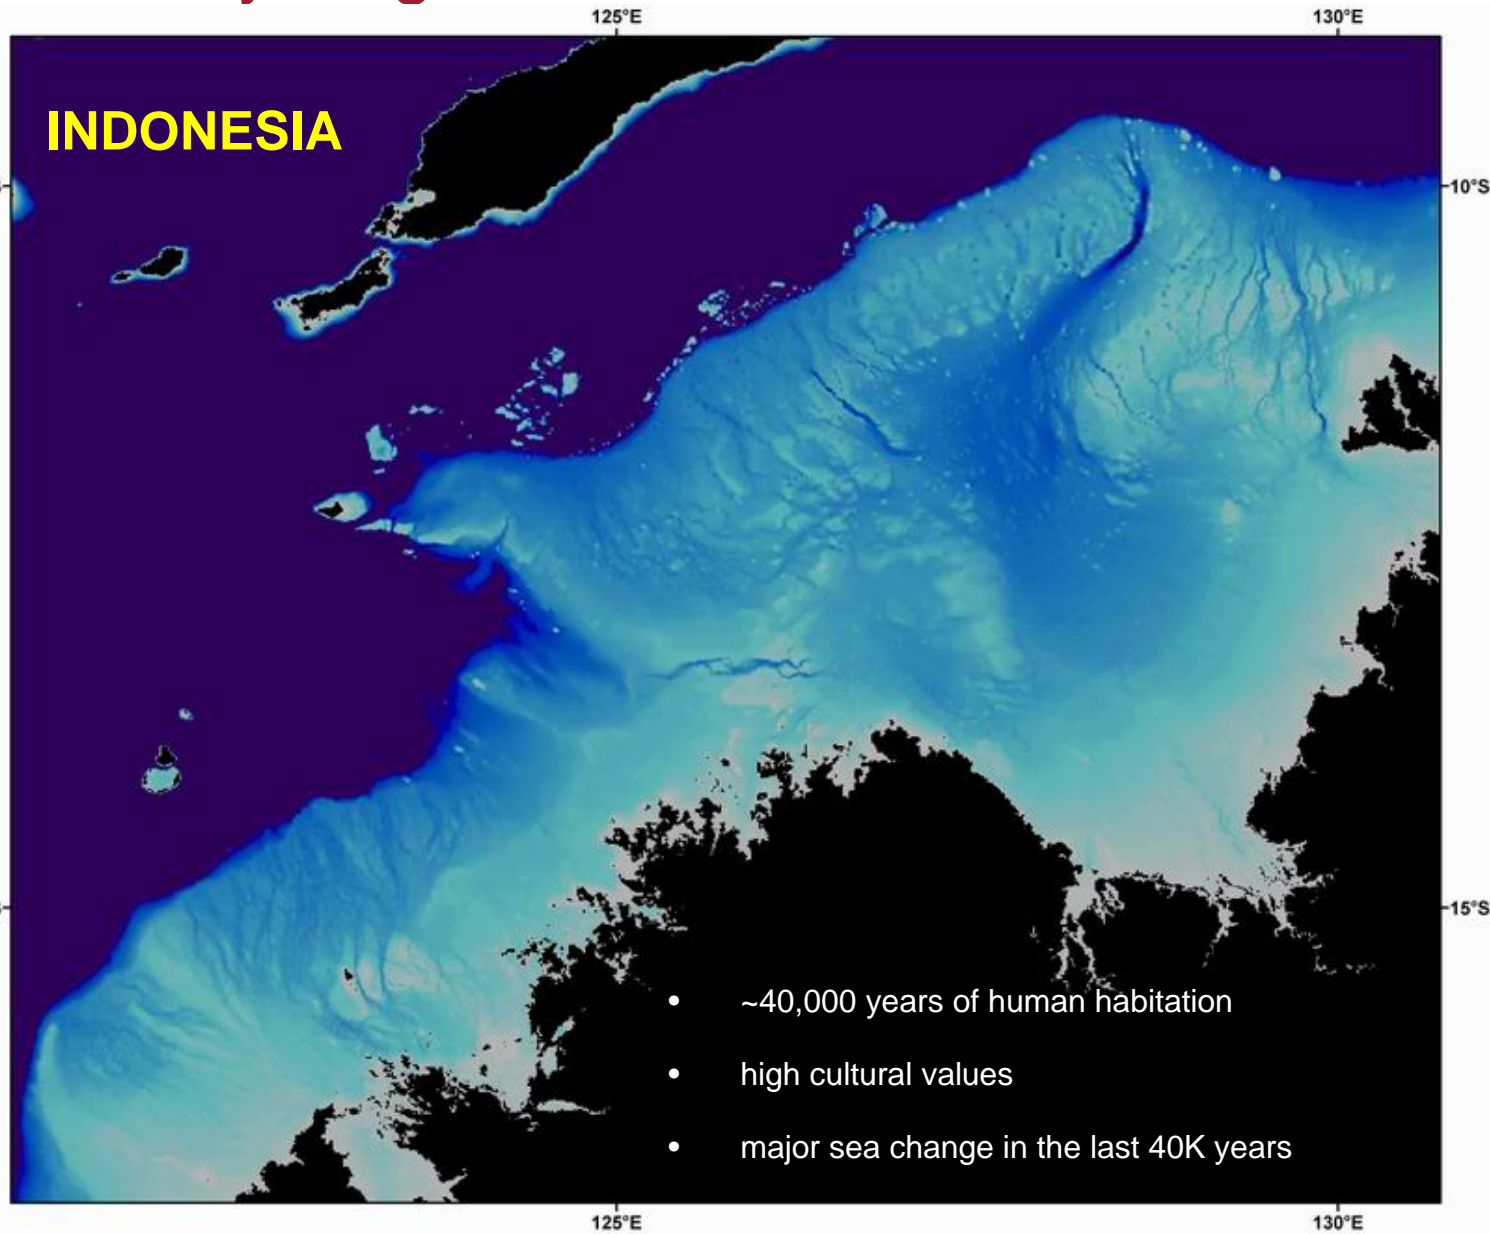 125°E 130°E
INDONESIA
10°S
15°S
• ~40,000 years of human habitation
• high cultural values
• major sea change in the last 40K years
125°E 130°E